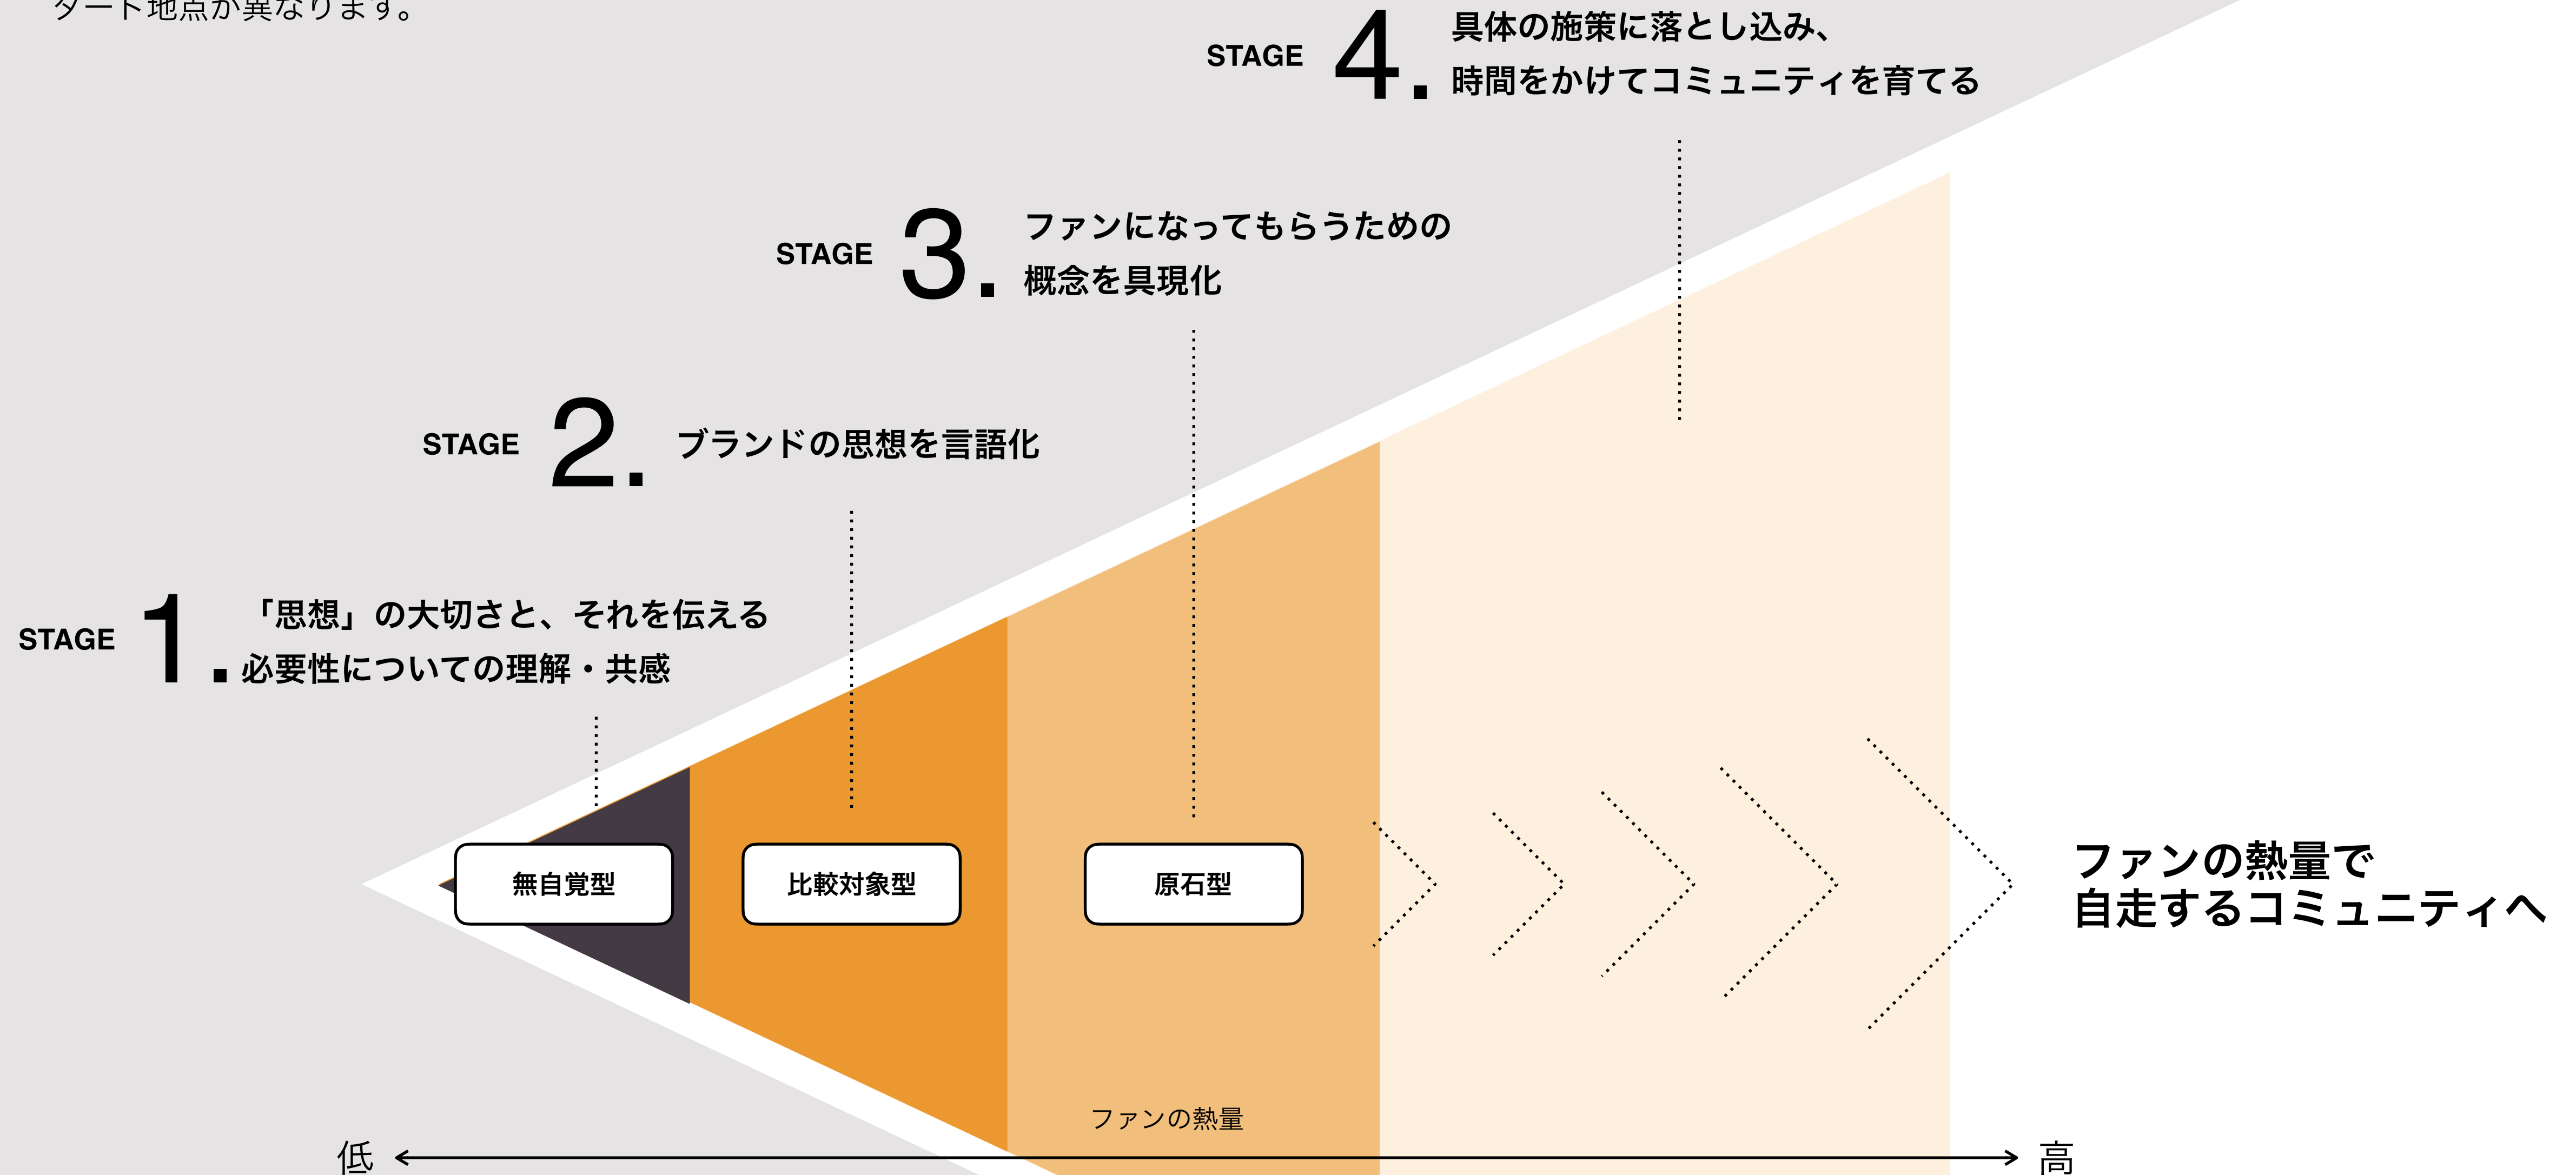 タート地点が異なります。
STAGE 4. 具体の施策に落とし込み、
時間をかけてコミュニティを育てる
STAGE 3. ファンになってもらうための
概念を具現化
STAGE 2. ブランドの思想を言語化
STAGE 1. 「思想」の大切さと、それを伝える
必要性についての理解・共感
無自覚型
比較対象型
原石型
ファンの熱量で
自走するコミュニティへ
ファンの熱量
低
高